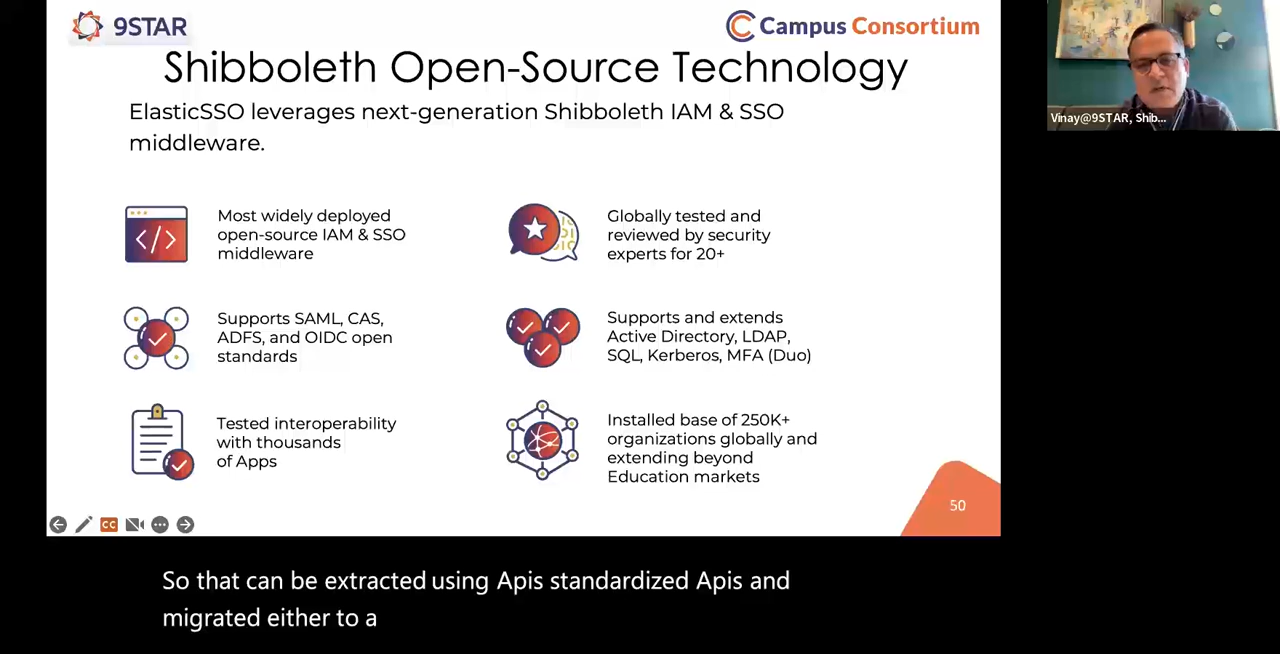 9STAR
Campus Consortium
Shibboleth Open-Source Technology
ElasticSSO leverages next-generation Shibboleth IAM & SSO
middleware.
Most widely deployed
open-source IAM & SSO
middleware
Globally tested and
reviewed by security
experts for 20+
Supports SAML, CAS,
ADFS, and OIDC open
standards
Supports and extends
Active Directory, LDAP,
SQL, Kerberos, MFA (Duo)
Tested interoperability
with thousands
of Apps
Installed base of 250K+
organizations globally and
extending beyond
Education markets
50
CC
Vinay@9STAR, Shib...
So that can be extracted using Apis standardized Apis and
migrated either to a